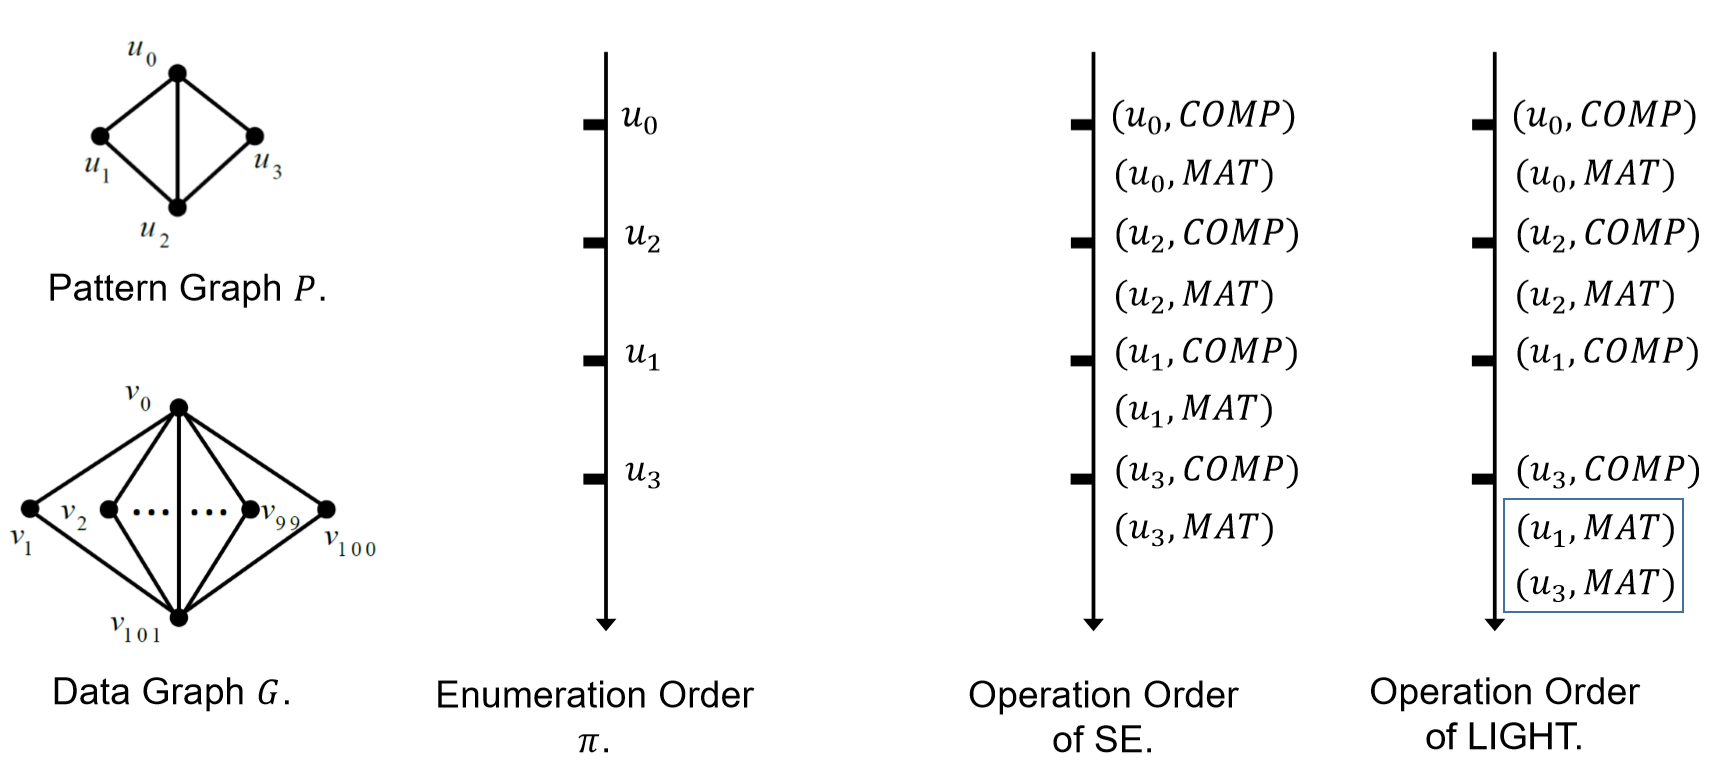 u0
u1
u3
u2
Pattern Graph P.
v0
v1
v2
... ...
v99
v100
v101
Data Graph G.
u0
u2
u1
u3
Enumeration Order
π.
(u0, COMP)
(u0, MAT)
(u2, COMP)
(u2, MAT)
(u1, COMP)
(u1, MAT)
(u3, COMP)
(u3, MAT)
Operation Order
of SE.
(u0, COMP)
(u0, MAT)
(u2, COMP)
(u2, MAT)
(u1, COMP)
(u3, COMP)
(u1, MAT)
(u3, MAT)
Operation Order
of LIGHT.